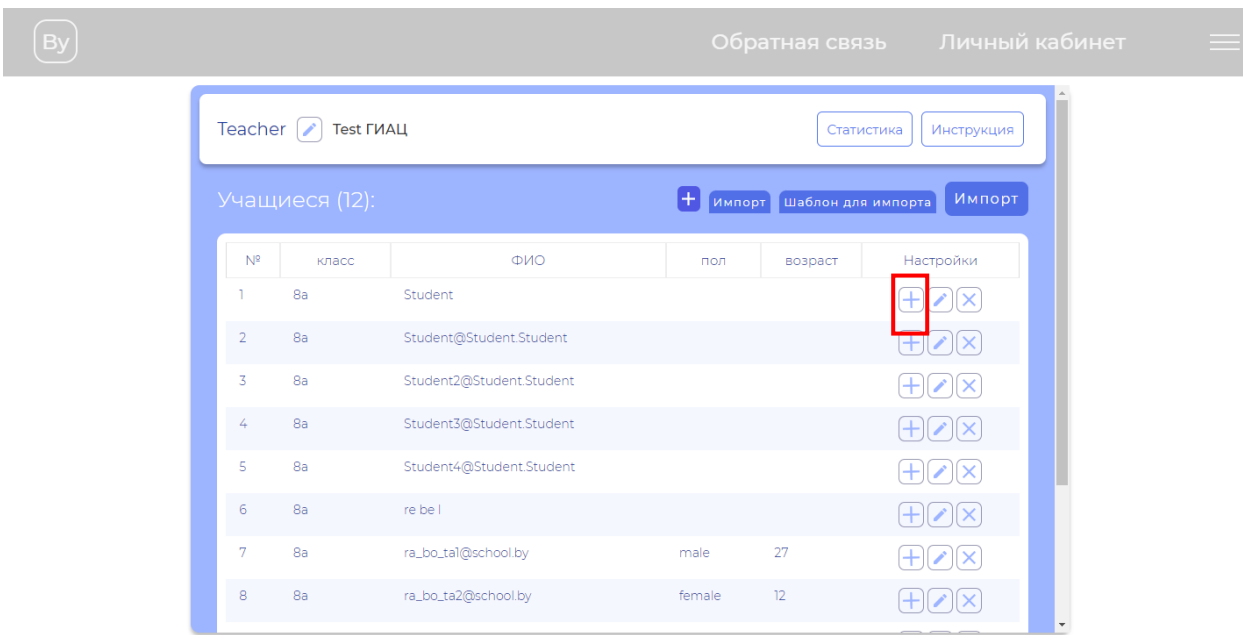 By Обратная связь Личный кабинет
Teacher Test ГИАЦ Статистика Инструкция
Учащиеся (12): Импорт Шаблон для импорта Импорт
№ класс ФИО пол возраст Настройки
1 8а Student
2 8а Student@Student.Student
3 8а Student2@Student.Student
4 8а Student3@Student.Student
5 8а Student4@Student.Student
6 8а re be l
7 8а ra_bo_ta1@school.by male 27
8 8а ra_bo_ta2@school.by female 12